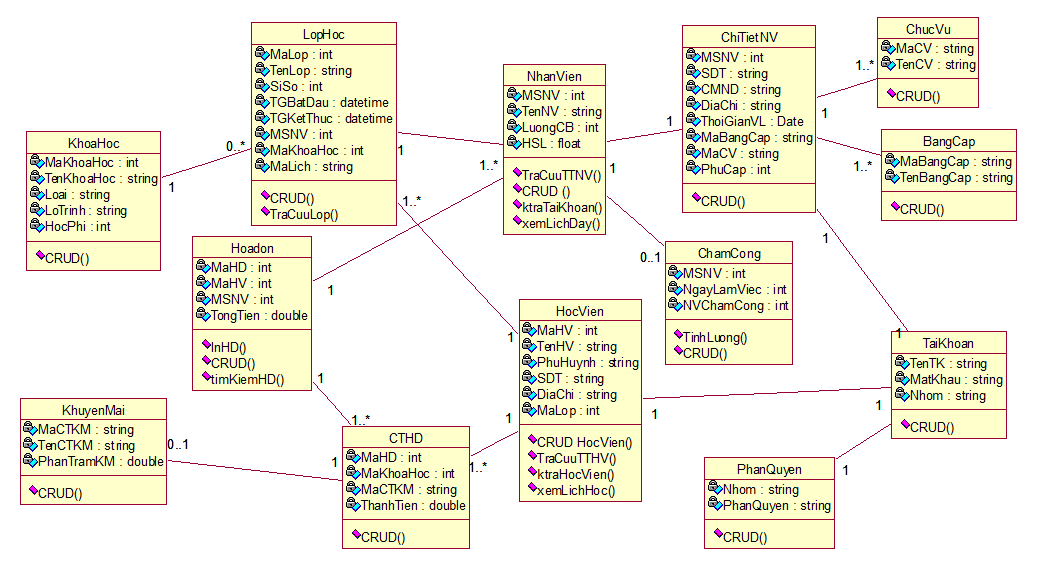 LopHoc
MaLop : int
TenLop : string
SiSo : int
TGBatDau : datetime
TGKetThuc : datetime
MSNV : int
MaKhoaHoc : int
MaLich : string
CRUD()
TraCuuLop()
ChiTietNV
MSNV : int
SDT : string
CMND : string
DiaChi : string
ThoiGianVL : Date
MaBangCap : string
MaCV : string
PhuCap : int
CRUD()
ChucVu
MaCV : string
TenCV : string
CRUD()
NhanVien
MSNV : int
TenNV : string
LuongCB : int
HSL : float
TraCuuTTNV()
CRUD ()
ktraTaiKhoan()
xemLichDay()
KhoaHoc
MaKhoaHoc : int
TenKhoaHoc : string
Loai : string
LoTrinh : string
HocPhi : int
CRUD()
BangCap
MaBangCap : string
TenBangCap : string
CRUD()
Hoadon
MaHD : int
MaHV : int
MSNV : int
TongTien : double
InHD()
CRUD()
timKiemHD()
ChamCong
MSNV : int
NgayLamViec : int
NVChamCong : int
TinhLuong()
CRUD()
HocVien
MaHV : int
TenHV : string
PhuHuynh : string
SDT : string
DiaChi : string
MaLop : int
CRUD HocVien()
TraCuuTTHV()
ktraHocVien()
xemLichHoc()
TaiKhoan
TenTK : string
MatKhau : string
Nhom : string
CRUD()
KhuyenMai
MaCTKM : string
TenCTKM : string
PhanTramKM : double
CRUD()
CTHD
MaHD : int
MaKhoaHoc : int
MaCTKM : string
ThanhTien : double
CRUD()
PhanQuyen
Nhom : string
PhanQuyen : string
CRUD()
1
0..*
1
1..*
1
1..*
1
1..*
1
1..*
1
0..1
1
1
1
1
1..*
0..1
1
1
1..*
1
1
1